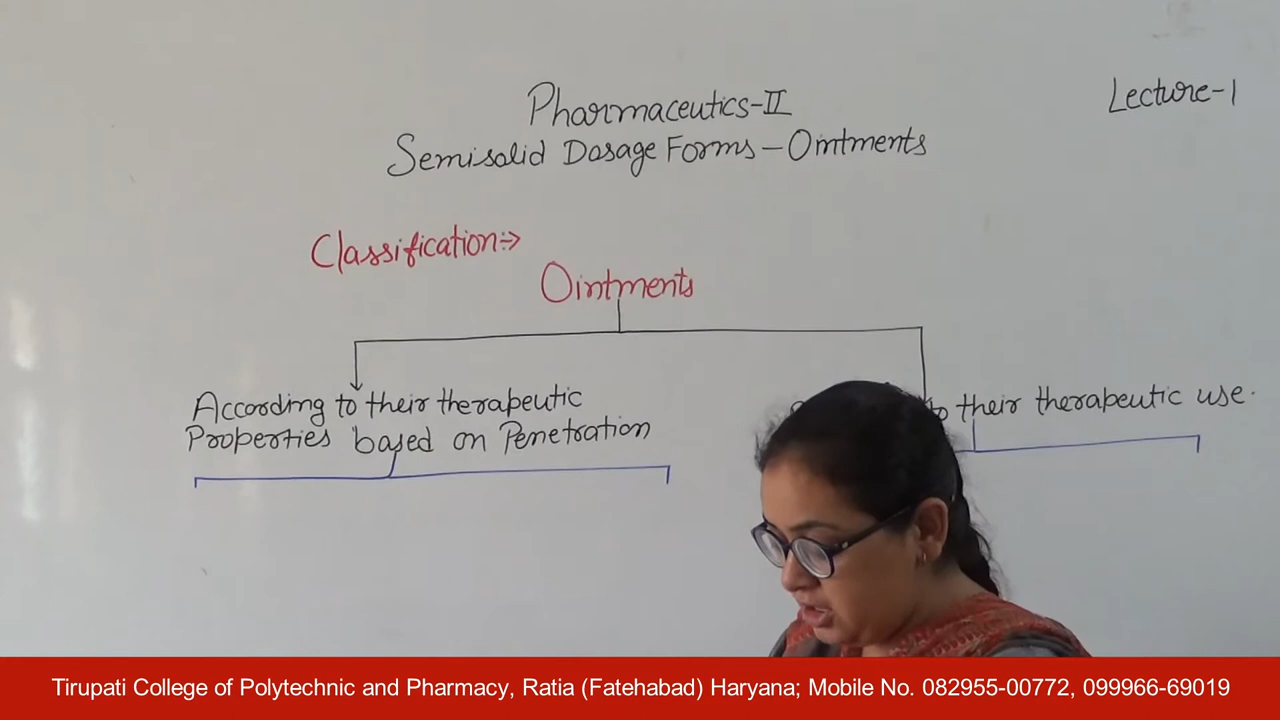 Pharmaceutics-II
Lecture-1
Semisolid Dosage Forms – Ointments
Classification:->
Ointments
According to their therapeutic
Properties based on Penetration
to their therapeutic use.
Tirupati College of Polytechnic and Pharmacy, Ratia (Fatehabad) Haryana; Mobile No. 082955-00772, 099966-69019